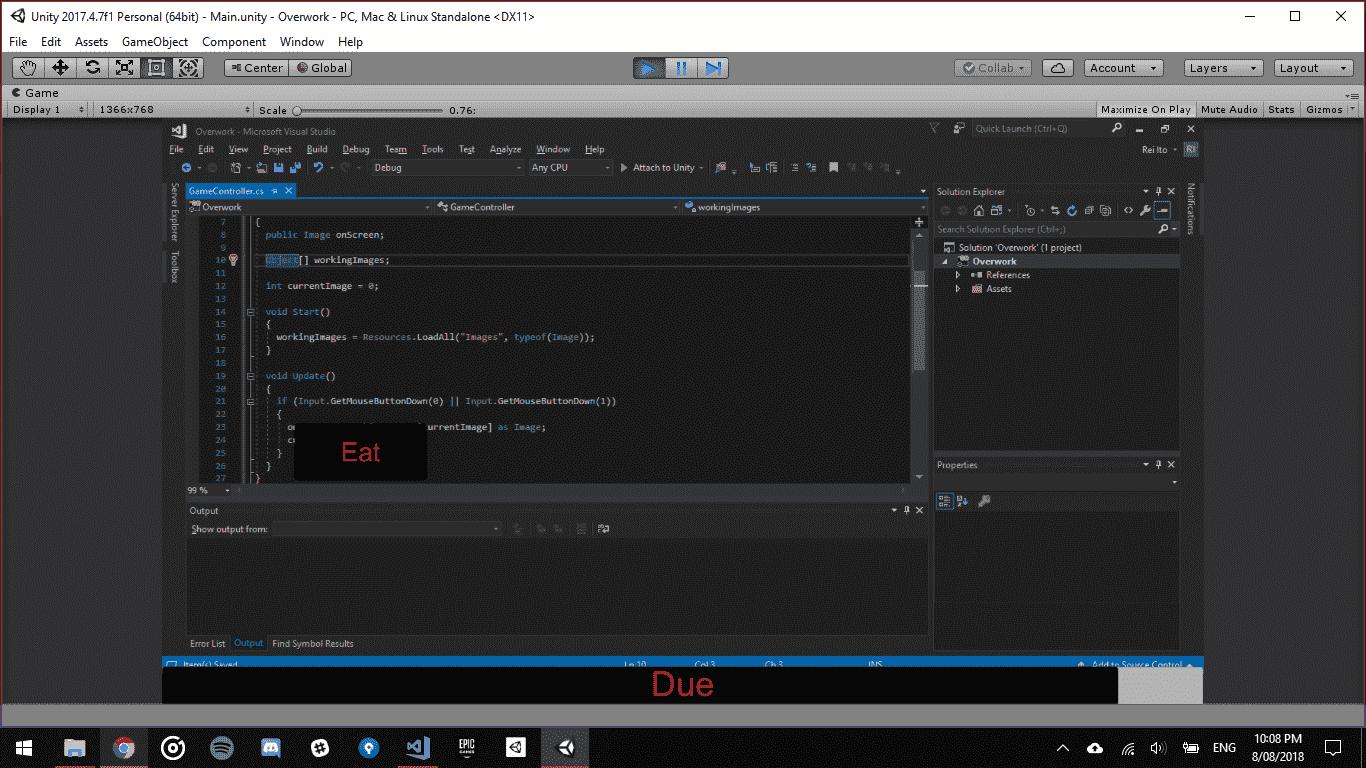 Unity 2017.4.7f1 Personal (64bit) - Main.unity - Overwork - PC, Mac & Linux Standalone <DX11>
File Edit Assets GameObject Component Window Help
Center Global Collab Account Layers Layout
Game
Display 1 1366x768 Scale 0.76: Maximize On Play Mute Audio Stats Gizmos
Overwork - Microsoft Visual Studio Quick Launch (Ctrl+Q)
File Edit View Project Build Debug Team Tools Test Analyze Window Help Rei Ito RI
Debug Any CPU Attach to Unity
Server Explorer
Toolbox
GameController.cs
Overwork GameController workingImages
7 {
8 public Image onScreen;
9
10 object[] workingImages;
11
12 int currentImage = 0;
13
14 void Start()
15 {
16 workingImages = Resources.LoadAll("Images", typeof(Image));
17 }
18
19 void Update()
20 {
21 if (Input.GetMouseButtonDown(0) || Input.GetMouseButtonDown(1))
22 {
23 currentImage] as Image;
24
25 }
26 }
27 }
Eat
99 %
Output
Show output from:
Error List Output Find Symbol Results
Solution Explorer
Search Solution Explorer (Ctrl+;)
Solution 'Overwork' (1 project)
Overwork
References
Assets
Properties
Notifications
Item(s) Saved Ln 10 Col 3 Ch 3 INS Add to Source Control
Due
EPIC GAMES
ENG
10:08 PM
8/08/2018